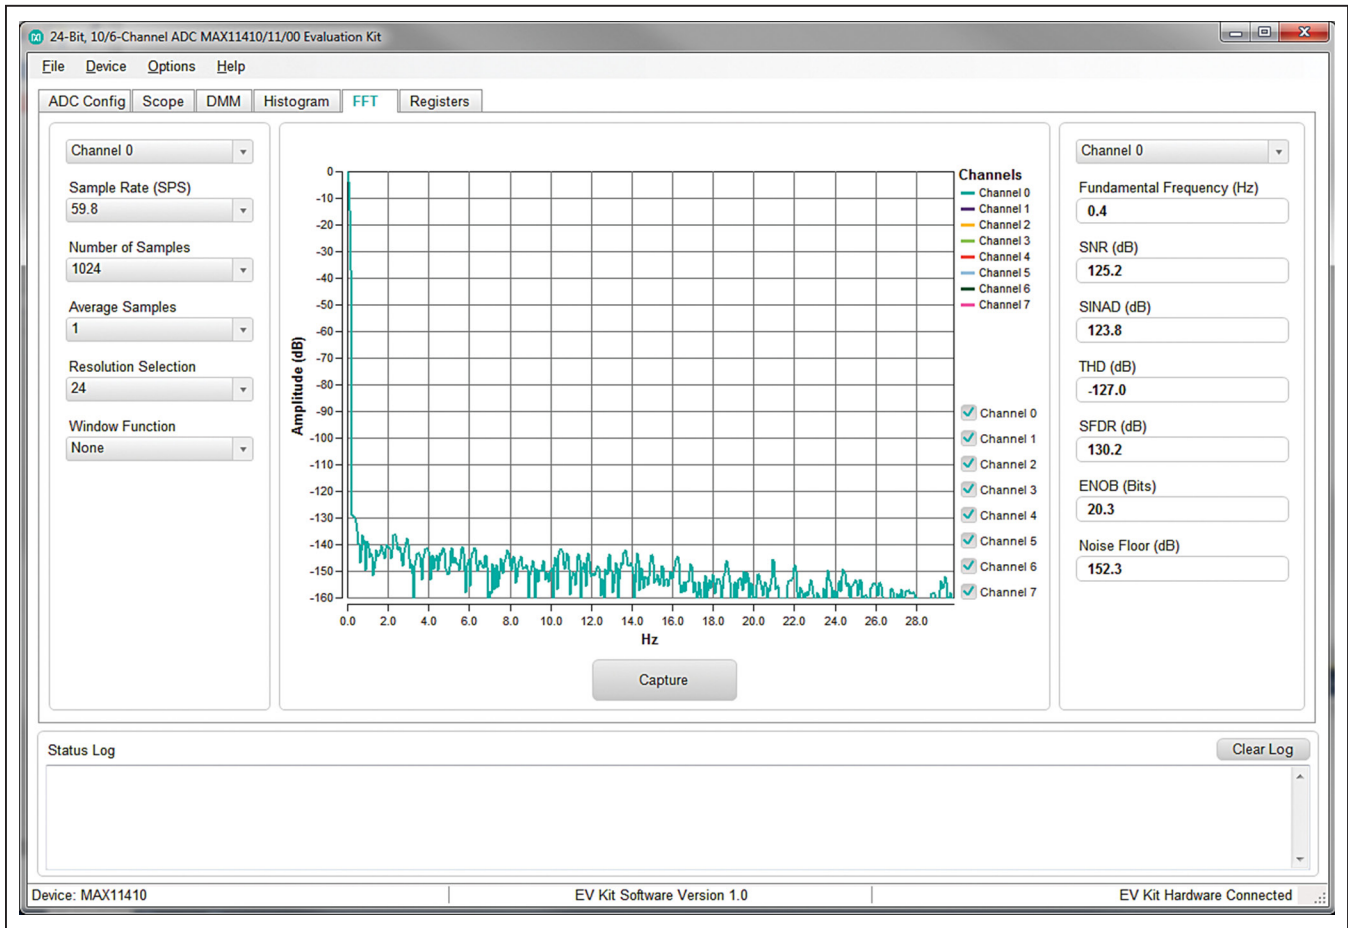 24-Bit, 10/6-Channel ADC MAX11410/11/00 Evaluation Kit
File Device Options Help
ADC Config Scope DMM Histogram FFT Registers
Channel 0
Sample Rate (SPS)
59.8
Number of Samples
1024
Average Samples
1
Resolution Selection
24
Window Function
None
Amplitude (dB)
0
-10
-20
-30
-40
-50
-60
-70
-80
-90
-100
-110
-120
-130
-140
-150
-160
0.0 2.0 4.0 6.0 8.0 10.0 12.0 14.0 16.0 18.0 20.0 22.0 24.0 26.0 28.0
Hz
Channels
Channel 0
Channel 1
Channel 2
Channel 3
Channel 4
Channel 5
Channel 6
Channel 7
Channel 0
Channel 1
Channel 2
Channel 3
Channel 4
Channel 5
Channel 6
Channel 7
Capture
Channel 0
Fundamental Frequency (Hz)
0.4
SNR (dB)
125.2
SINAD (dB)
123.8
THD (dB)
-127.0
SFDR (dB)
130.2
ENOB (Bits)
20.3
Noise Floor (dB)
152.3
Status Log
Clear Log
Device: MAX11410
EV Kit Software Version 1.0
EV Kit Hardware Connected